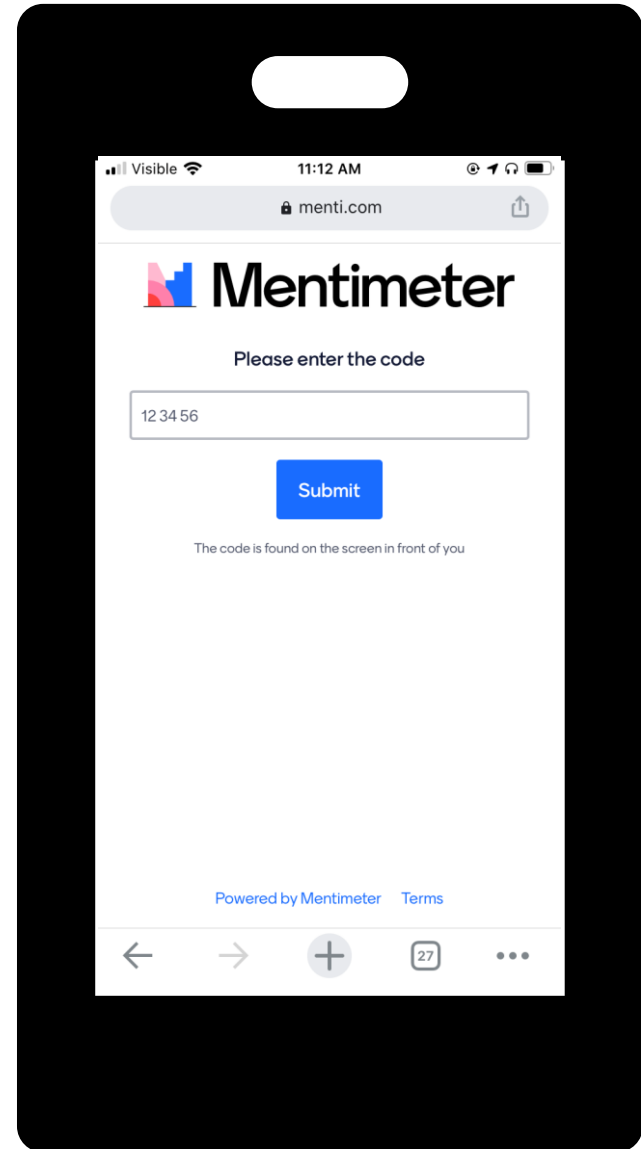 Visible 11:12 AM
menti.com
Mentimeter
Please enter the code
12 34 56
Submit
The code is found on the screen in front of you
Powered by Mentimeter Terms
27